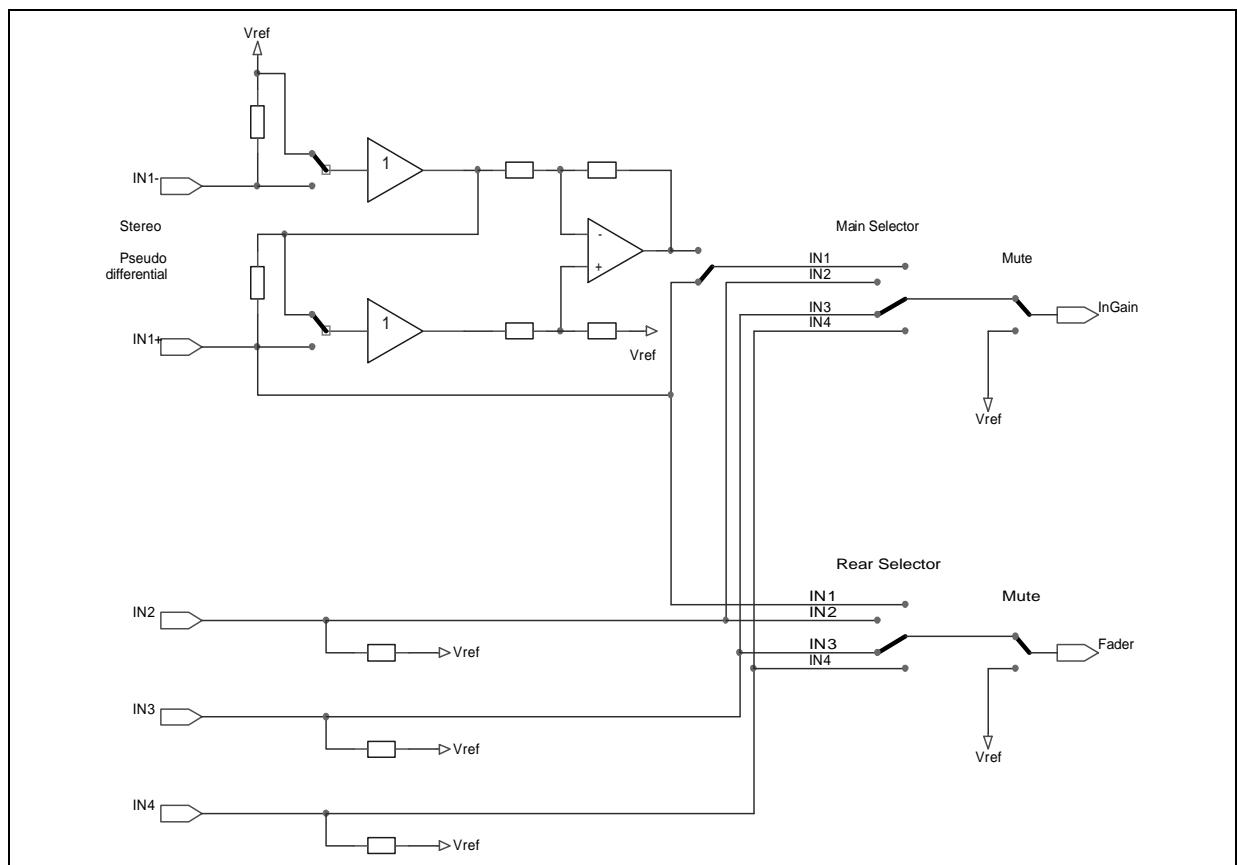 Vref
1
IN1-
Stereo
Pseudo
differential
-
+
1
IN1+
Vref
Main Selector
IN1
IN2
IN3
IN4
Mute
InGain
Vref
Rear Selector
IN1
IN2
IN3
IN4
Mute
Fader
Vref
IN2
Vref
IN3
Vref
IN4
Vref